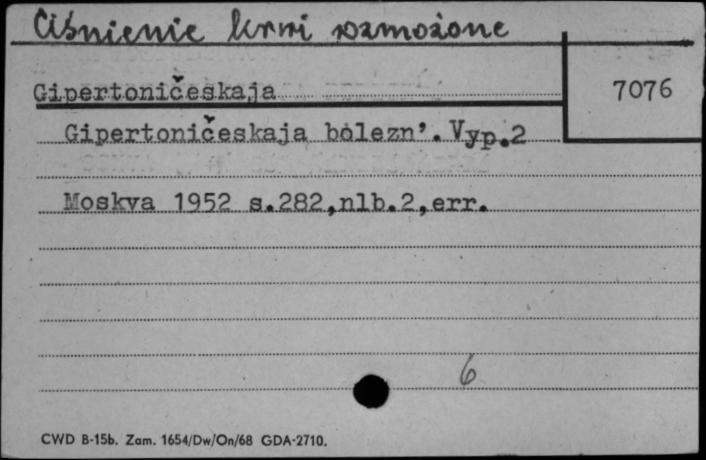 Ciśnienie krwi wzmożone
Gipertoničeskaja
7076
Gipertoničeskaja bolezn’. Vyp.2
Moskva 1952 s.282,nlb.2,err.
6
CWD B-15b. Zam. 1654/Dw/On/68 GDA-2710.